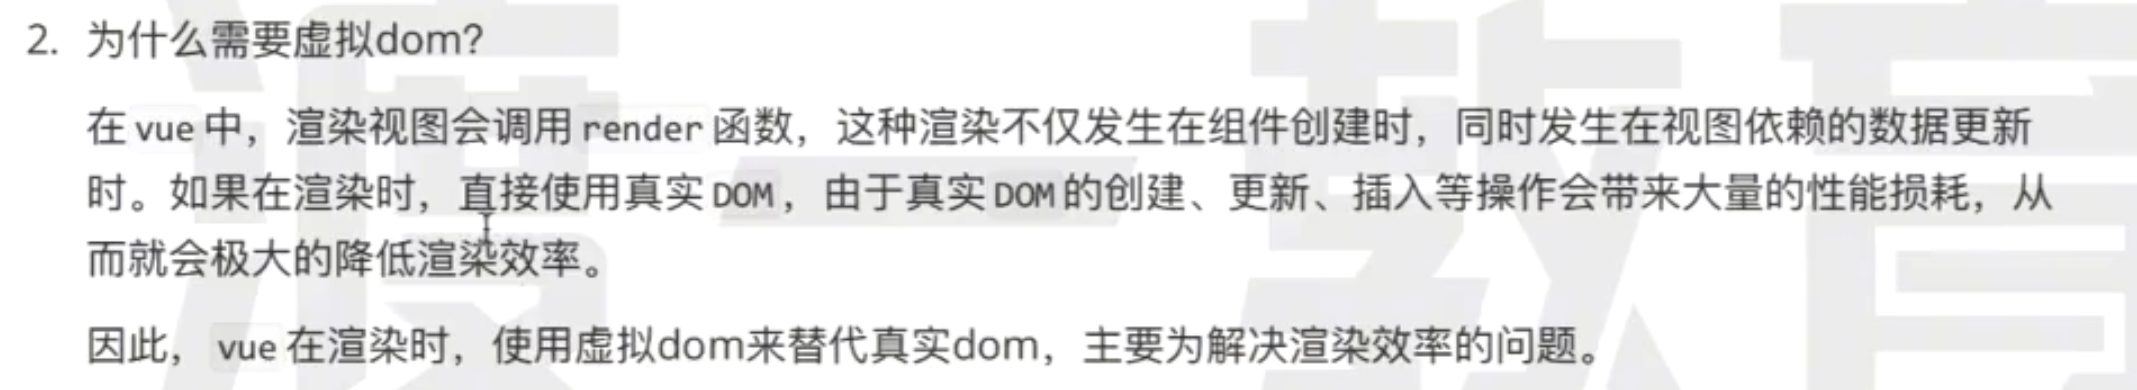 2. 为什么需要虚拟dom?
在 vue 中，渲染视图会调用 render 函数，这种渲染不仅发生在组件创建时，同时发生在视图依赖的数据更新
时。如果在渲染时，直接使用真实 DOM，由于真实 DOM 的创建、更新、插入等操作会带来大量的性能损耗，从
而就会极大的降低渲染效率。
因此， vue 在渲染时，使用虚拟dom来替代真实dom，主要为解决渲染效率的问题。
渡一教育